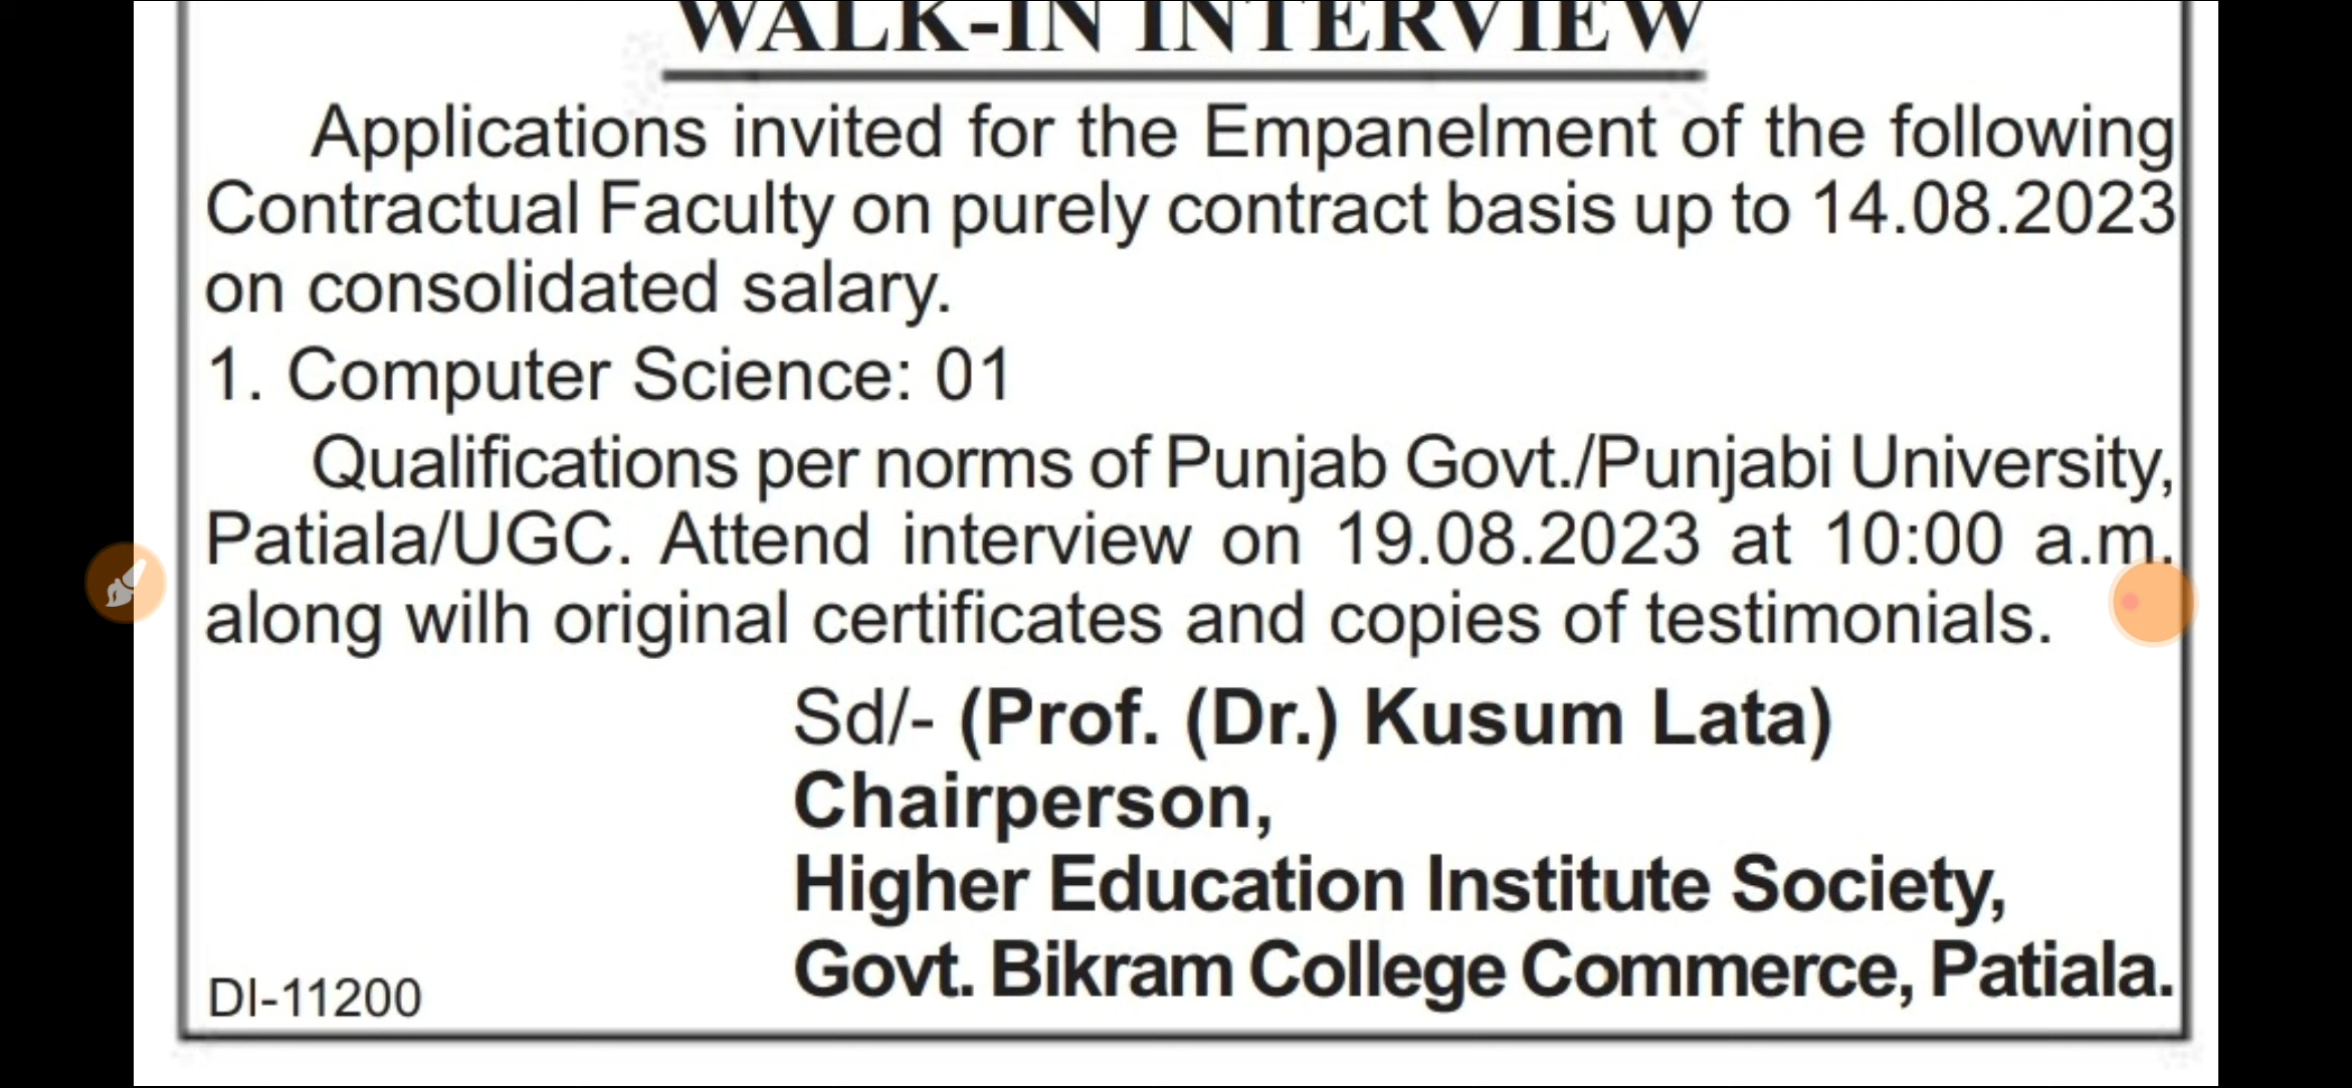 WALK-IN INTERVIEW
Applications invited for the Empanelment of the following
Contractual Faculty on purely contract basis up to 14.08.2023
on consolidated salary.
1. Computer Science: 01
Qualifications per norms of Punjab Govt./Punjabi University,
Patiala/UGC. Attend interview on 19.08.2023 at 10:00 a.m.
along wilh original certificates and copies of testimonials.
Sd/- (Prof. (Dr.) Kusum Lata)
Chairperson,
Higher Education Institute Society,
Govt. Bikram College Commerce, Patiala.
DI-11200